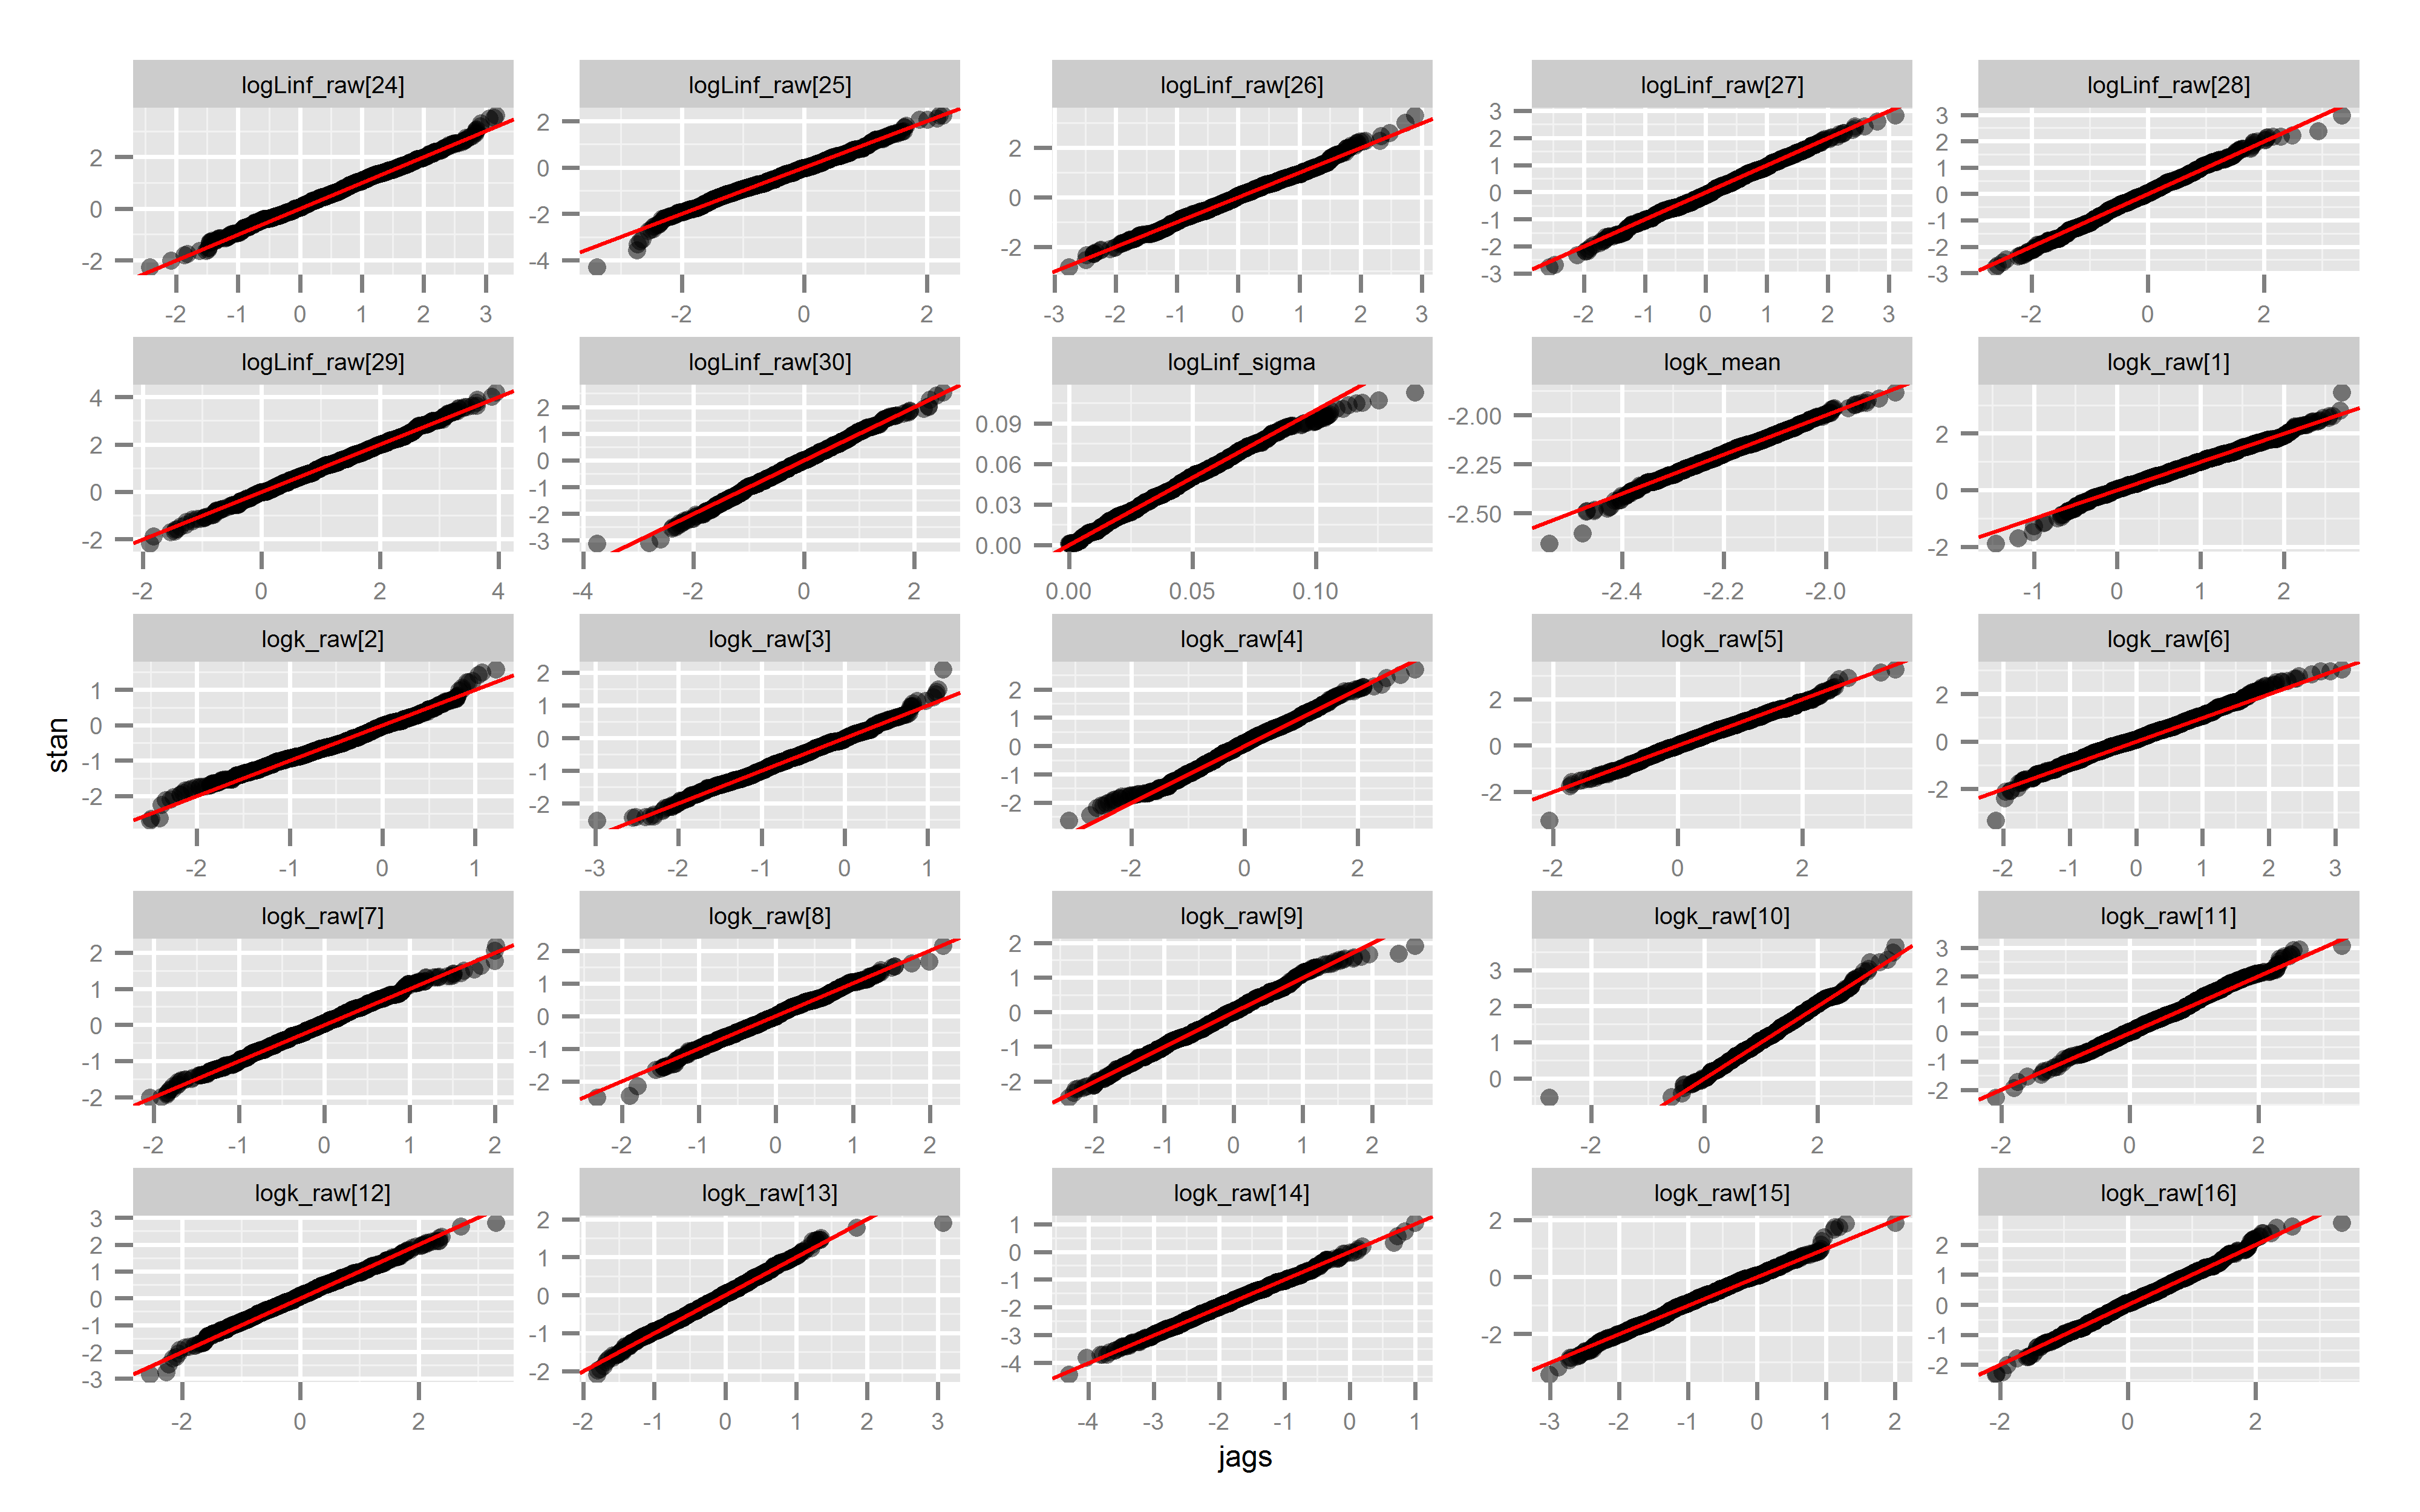 logLinf_raw[24] logLinf_raw[25] logLinf_raw[26] logLinf_raw[27] logLinf_raw[28]
2 0 -2
2 0 -2 -4
2 0 -2
3 2 1 0 -1 -2 -3
3 2 1 0 -1 -2 -3
-2 -1 0 1 2 3
-2 0 2
-3 -2 -1 0 1 2 3
-2 -1 0 1 2 3
-2 0 2
logLinf_raw[29] logLinf_raw[30] logLinf_sigma logk_mean logk_raw[1]
4 2 0 -2
2 1 0 -1 -2 -3
0.09 0.06 0.03 0.00
-2.00 -2.25 -2.50
2 0 -2
-2 0 2 4
-4 -2 0 2
0.00 0.05 0.10
-2.4 -2.2 -2.0
-1 0 1 2
logk_raw[2] logk_raw[3] logk_raw[4] logk_raw[5] logk_raw[6]
1 0 -1 -2
2 1 0 -1 -2
2 1 0 -1 -2
2 0 -2
2 0 -2
-2 -1 0 1
-3 -2 -1 0 1
-2 0 2
-2 0 2
-2 -1 0 1 2 3
logk_raw[7] logk_raw[8] logk_raw[9] logk_raw[10] logk_raw[11]
2 1 0 -1 -2
2 1 0 -1 -2
2 1 0 -1 -2
3 2 1 0
3 2 1 0 -1 -2
-2 -1 0 1 2
-2 -1 0 1 2
-2 -1 0 1 2
-2 0 2
-2 0 2
logk_raw[12] logk_raw[13] logk_raw[14] logk_raw[15] logk_raw[16]
3 2 1 0 -1 -2 -3
2 1 0 -1 -2
1 0 -1 -2 -3 -4
2 0 -2
2 1 0 -1 -2
-2 0 2
-2 -1 0 1 2 3
-4 -3 -2 -1 0 1
-3 -2 -1 0 1 2
-2 0 2
stan
jags